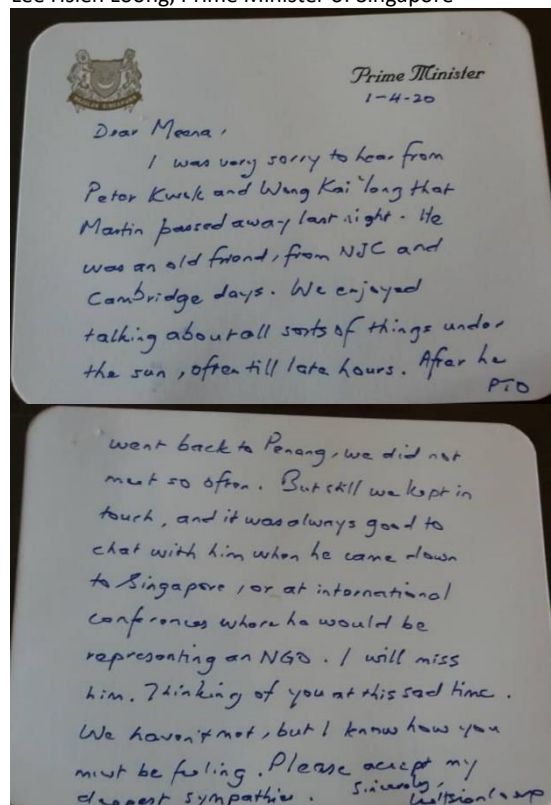 Lee Hsien Loong, Prime Minister of Singapore
Prime Minister
1-4-20
Dear Meena,
I was very sorry to hear from
Peter Kwek and Wong Kai Yong that
Martin passed away last night. He
was an old friend, from NJC and
Cambridge days. We enjoyed
talking about all sorts of things under
the sun, often till late hours. After he
PTO
went back to Penang, we did not
meet so often. But still we kept in
touch, and it was always good to
chat with him when he came down
to Singapore, or at international
conferences where he would be
representing an NGO. I will miss
him. Thinking of you at this sad time.
We haven't met, but I know how you
must be feeling. Please accept my
deepest sympathies. Sincerely,